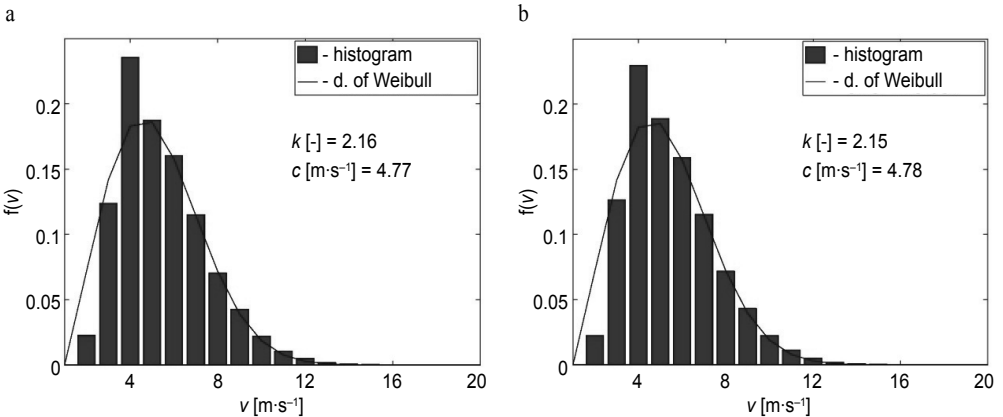 a
- histogram
- d. of Weibull
k [-] = 2.16
c [m·s⁻¹] = 4.77
f(v)
0.2
0.15
0.1
0.05
0
4
8
12
16
20
v [m·s⁻¹]
b
- histogram
- d. of Weibull
k [-] = 2.15
c [m·s⁻¹] = 4.78
f(v)
0.2
0.15
0.1
0.05
0
4
8
12
16
20
v [m·s⁻¹]